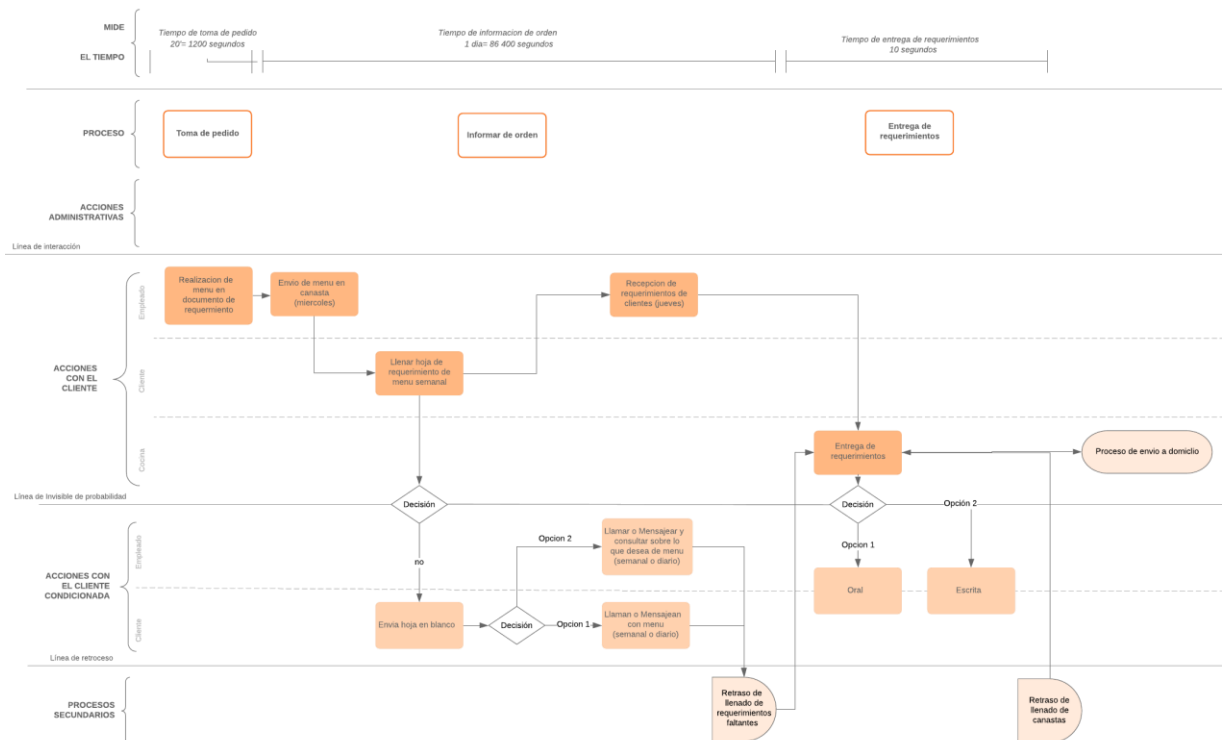 MIDE
EL TIEMPO
Tiempo de toma de pedido
20'= 1200 segundos
Tiempo de informacion de orden
1 dia= 86 400 segundos
Tiempo de entrega de requerimientos
10 segundos
PROCESO
Toma de pedido
Informar de orden
Entrega de
requerimientos
ACCIONES
ADMINISTRATIVAS
Línea de interacción
ACCIONES
CON EL
CLIENTE
Empleado
Realizacion de
menu en
documento de
requermiento
Envio de menu en
canasta
(miercoles)
Recepcion de
requerimientos de
clientes (jueves)
Cliente
Llenar hoja de
requerimiento de
menu semanal
Cocina
Entrega de
requerimientos
Proceso de envio a domicilio
Línea de Invisible de probabilidad
Decisión
Decisión
Opción 2
Opcion 1
ACCIONES CON
EL CLIENTE
CONDICIONADA
Empleado
no
Opcion 2
Llamar o Mensajear y
consultar sobre lo
que desea de menu
(semanal o diario)
Oral
Escrita
Cliente
Envia hoja en blanco
Decisión
Opcion 1
Llaman o Mensajean
con menu
(semanal o diario)
Línea de retroceso
PROCESOS
SECUNDARIOS
Retraso de
llenado de
requerimientos
faltantes
Retraso de
llenado de
canastas